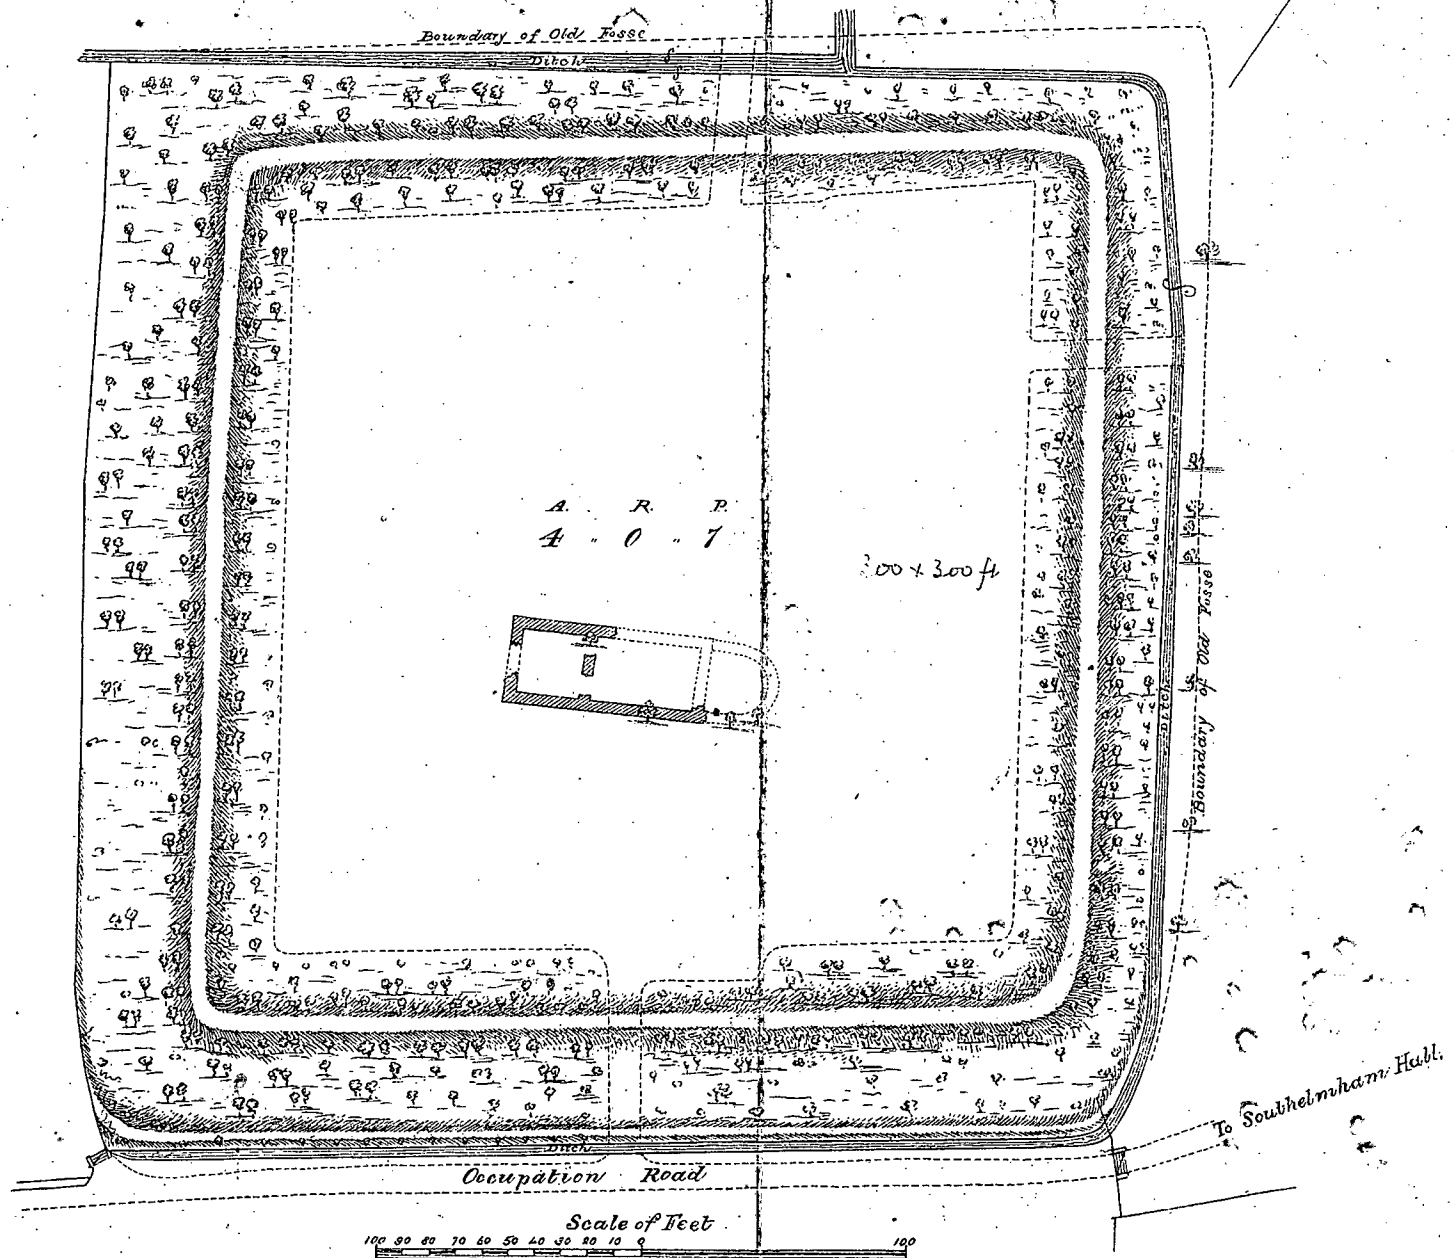 Boundary of Old Fosse
Ditch
A. R. P.
4 " 0 " 7
300 x 300 ft
Ditch
Boundary of Old Fosse
To Southelmham Hall.
Ditch
Occupation Road
Scale of Feet
100 90 80 70 60 50 40 30 20 10 0 100